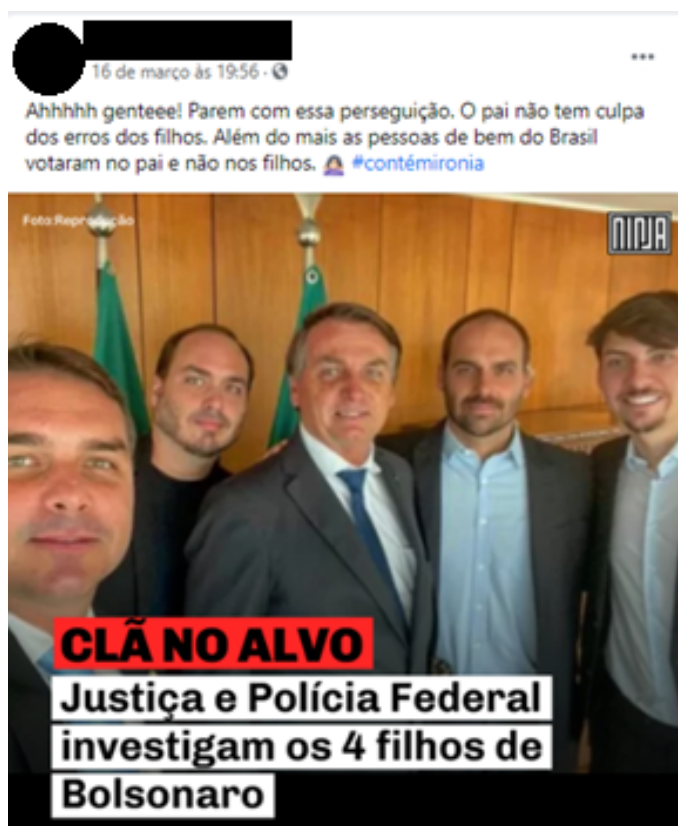 16 de março às 19:56 ·
Ahhhhh genteee! Parem com essa perseguição. O pai não tem culpa
dos erros dos filhos. Além do mais as pessoas de bem do Brasil
votaram no pai e não nos filhos. 🤦🏻‍♀️ #contémironia
Foto:Reprodução
NINJA
CLÃ NO ALVO
Justiça e Polícia Federal
investigam os 4 filhos de
Bolsonaro